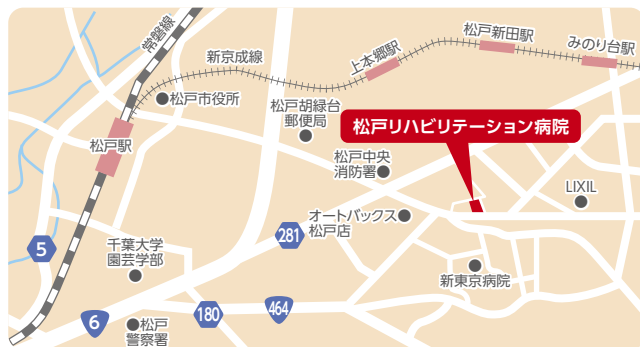 常磐線
新京成線
上本郷駅
松戸新田駅
みのり台駅
松戸市役所
松戸胡録台
郵便局
松戸リハビリテーション病院
松戸駅
松戸中央
消防署
LIXIL
オートバックス
松戸店
5
281
千葉大学
園芸学部
新東京病院
6
180
464
松戸
警察署